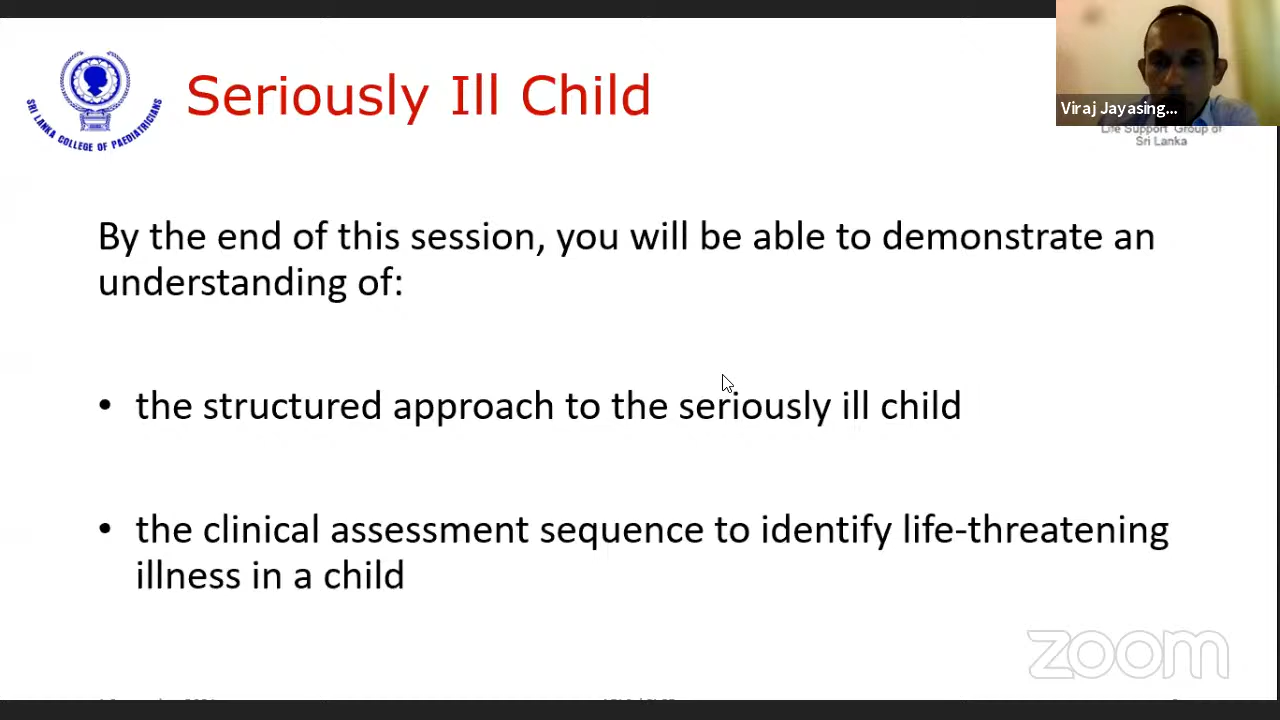 Seriously Ill Child
SRI LANKA COLLEGE OF PAEDIATRICIANS
Viraj Jayasing...
Life Support Group of
Sri Lanka
By the end of this session, you will be able to demonstrate an
understanding of:
• the structured approach to the seriously ill child
• the clinical assessment sequence to identify life-threatening
illness in a child
zoom